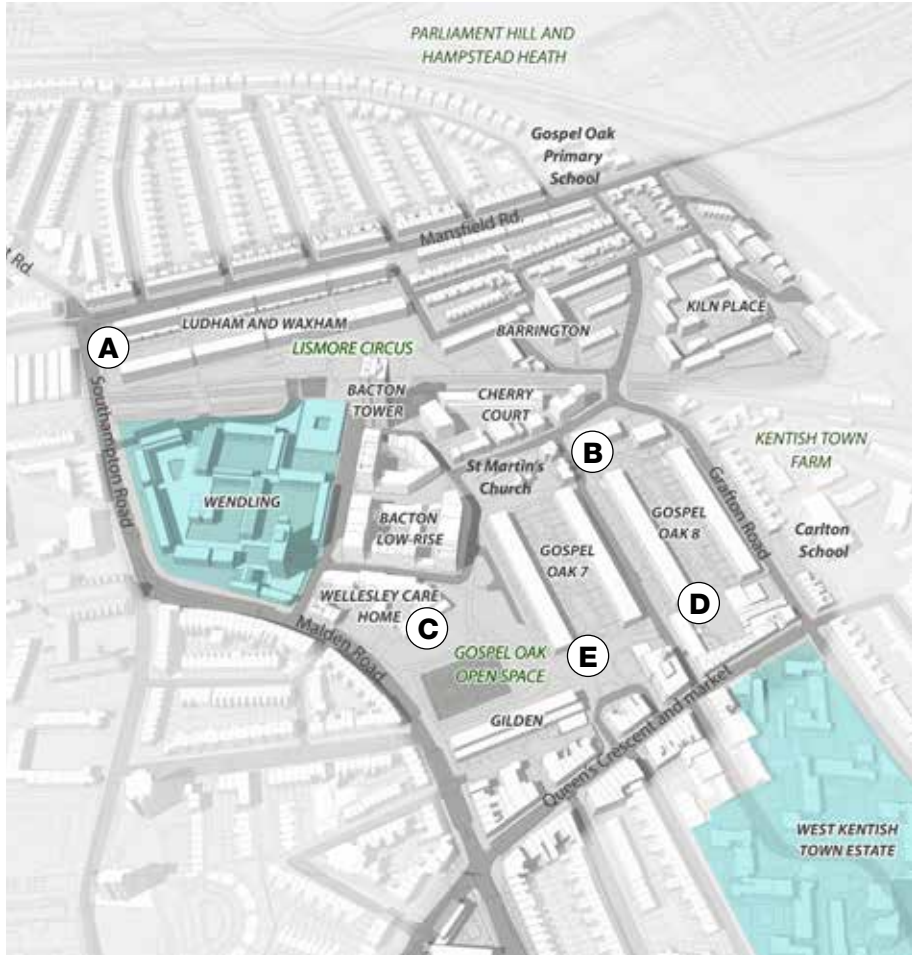 PARLIAMENT HILL AND
HAMPSTEAD HEATH
Gospel Oak
Primary
School
Mansfield Rd.
t Rd.
KILN PLACE
LUDHAM AND WAXHAM
BARRINGTON
A
LISMORE CIRCUS
BACTON
TOWER
CHERRY
COURT
Southampton Road
B
KENTISH TOWN
FARM
St Martin's
Church
Grafton Road
WENDLING
BACTON
LOW-RISE
GOSPEL
OAK 7
GOSPEL
OAK 8
Carlton
School
WELLESLEY CARE
HOME
C
D
Malden Road
GOSPEL OAK
OPEN SPACE
E
GILDEN
Queen's Crescent and market
WEST KENTISH
TOWN ESTATE